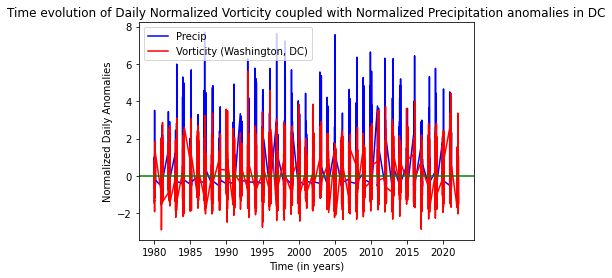 Time evolution of Daily Normalized Vorticity coupled with Normalized Precipitation anomalies in DC
8
6
4
2
0
−2
Normalized Daily Anomalies
Precip
Vorticity (Washington, DC)
1980 1985 1990 1995 2000 2005 2010 2015 2020
Time (in years)